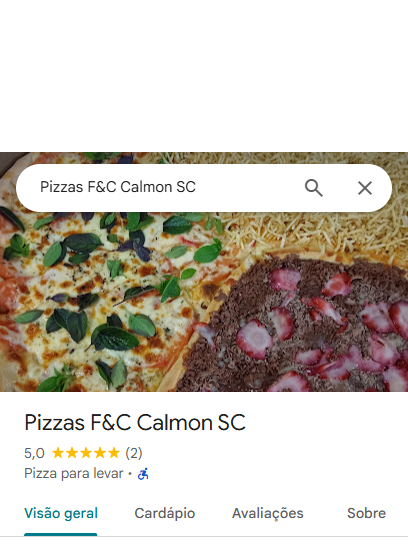 Pizzas F&C Calmon SC
Pizzas F&C Calmon SC
5,0 (2)
Pizza para levar ·
Visão geral Cardápio Avaliações Sobre